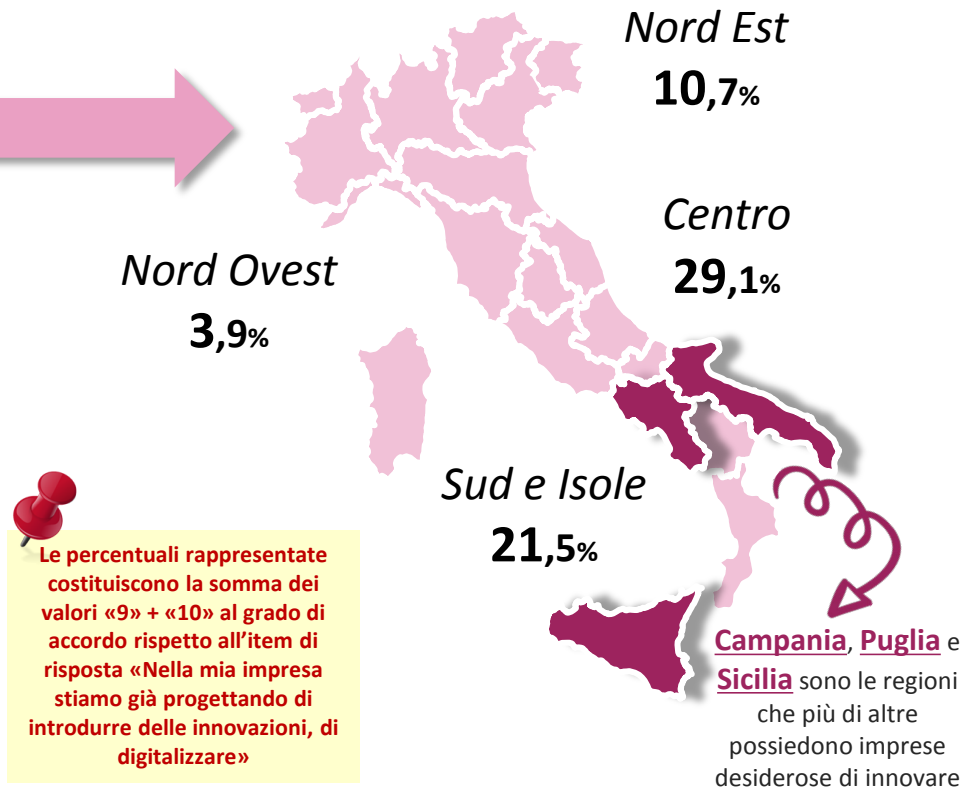 Nord Est
10,7%
Centro
29,1%
Nord Ovest
3,9%
Sud e Isole
21,5%
Le percentuali rappresentate
costituiscono la somma dei
valori «9» + «10» al grado di
accordo rispetto all’item di
risposta «Nella mia impresa
stiamo già progettando di
introdurre delle innovazioni, di
digitalizzare»
Campania, Puglia e
Sicilia sono le regioni
che più di altre
possiedono imprese
desiderose di innovare